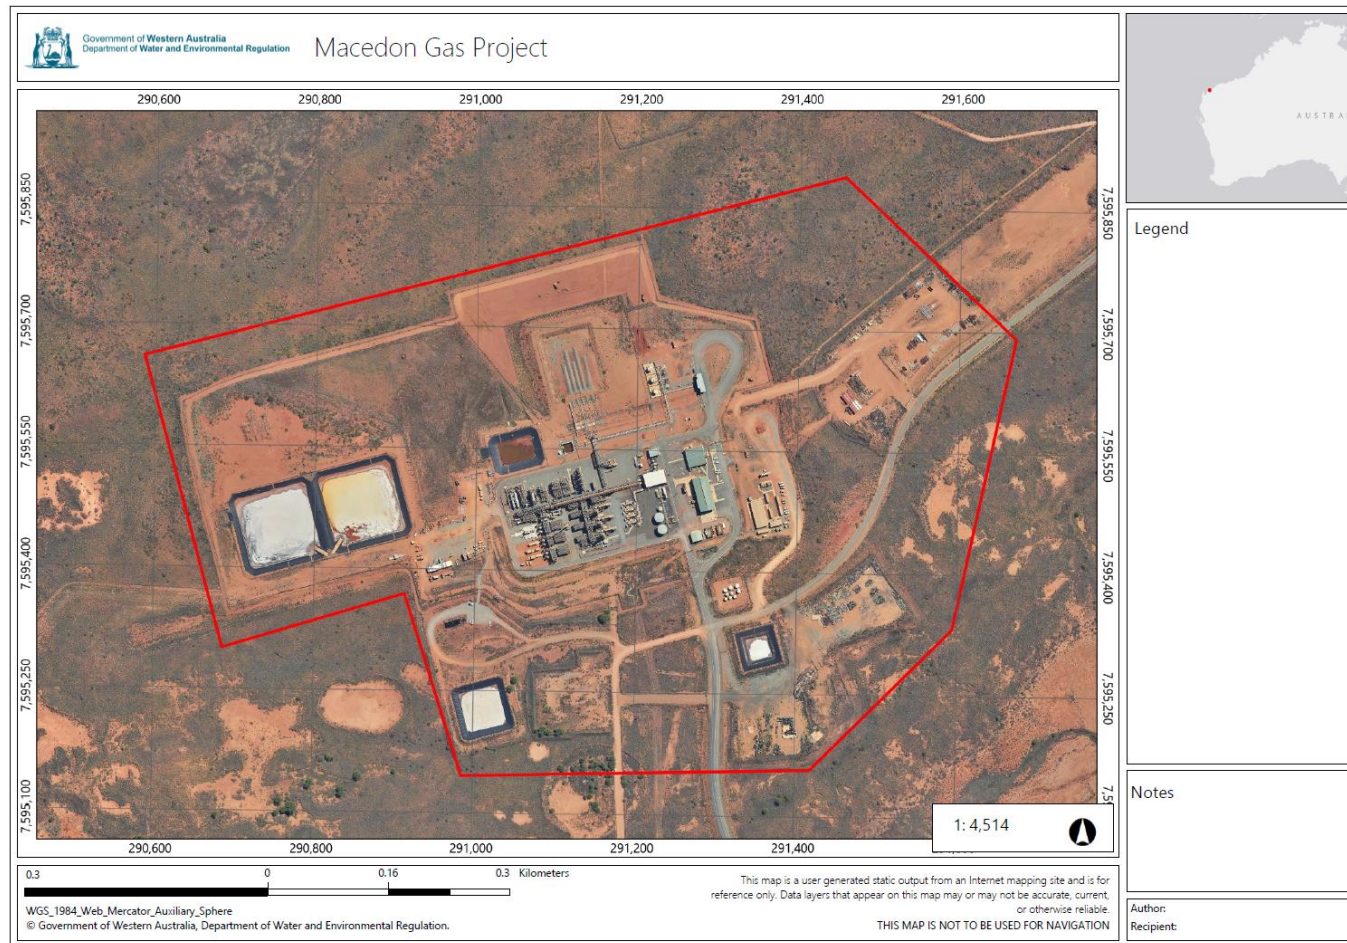 Government of Western Australia
Department of Water and Environmental Regulation
Macedon Gas Project
AUSTRA
290,600
290,800
291,000
291,200
291,400
291,600
7,595,850
7,595,850
7,595,700
7,595,700
7,595,550
7,595,550
7,595,400
7,595,400
7,595,250
7,595,250
7,595,100
7,5
Legend
Notes
1: 4,514
290,600
290,800
291,000
291,200
291,400
0.3
0
0.16
0.3 Kilometers
WGS_1984_Web_Mercator_Auxiliary_Sphere
© Government of Western Australia, Department of Water and Environmental Regulation.
This map is a user generated static output from an Internet mapping site and is for
reference only. Data layers that appear on this map may or may not be accurate, current,
or otherwise reliable.
THIS MAP IS NOT TO BE USED FOR NAVIGATION
Author:
Recipient: